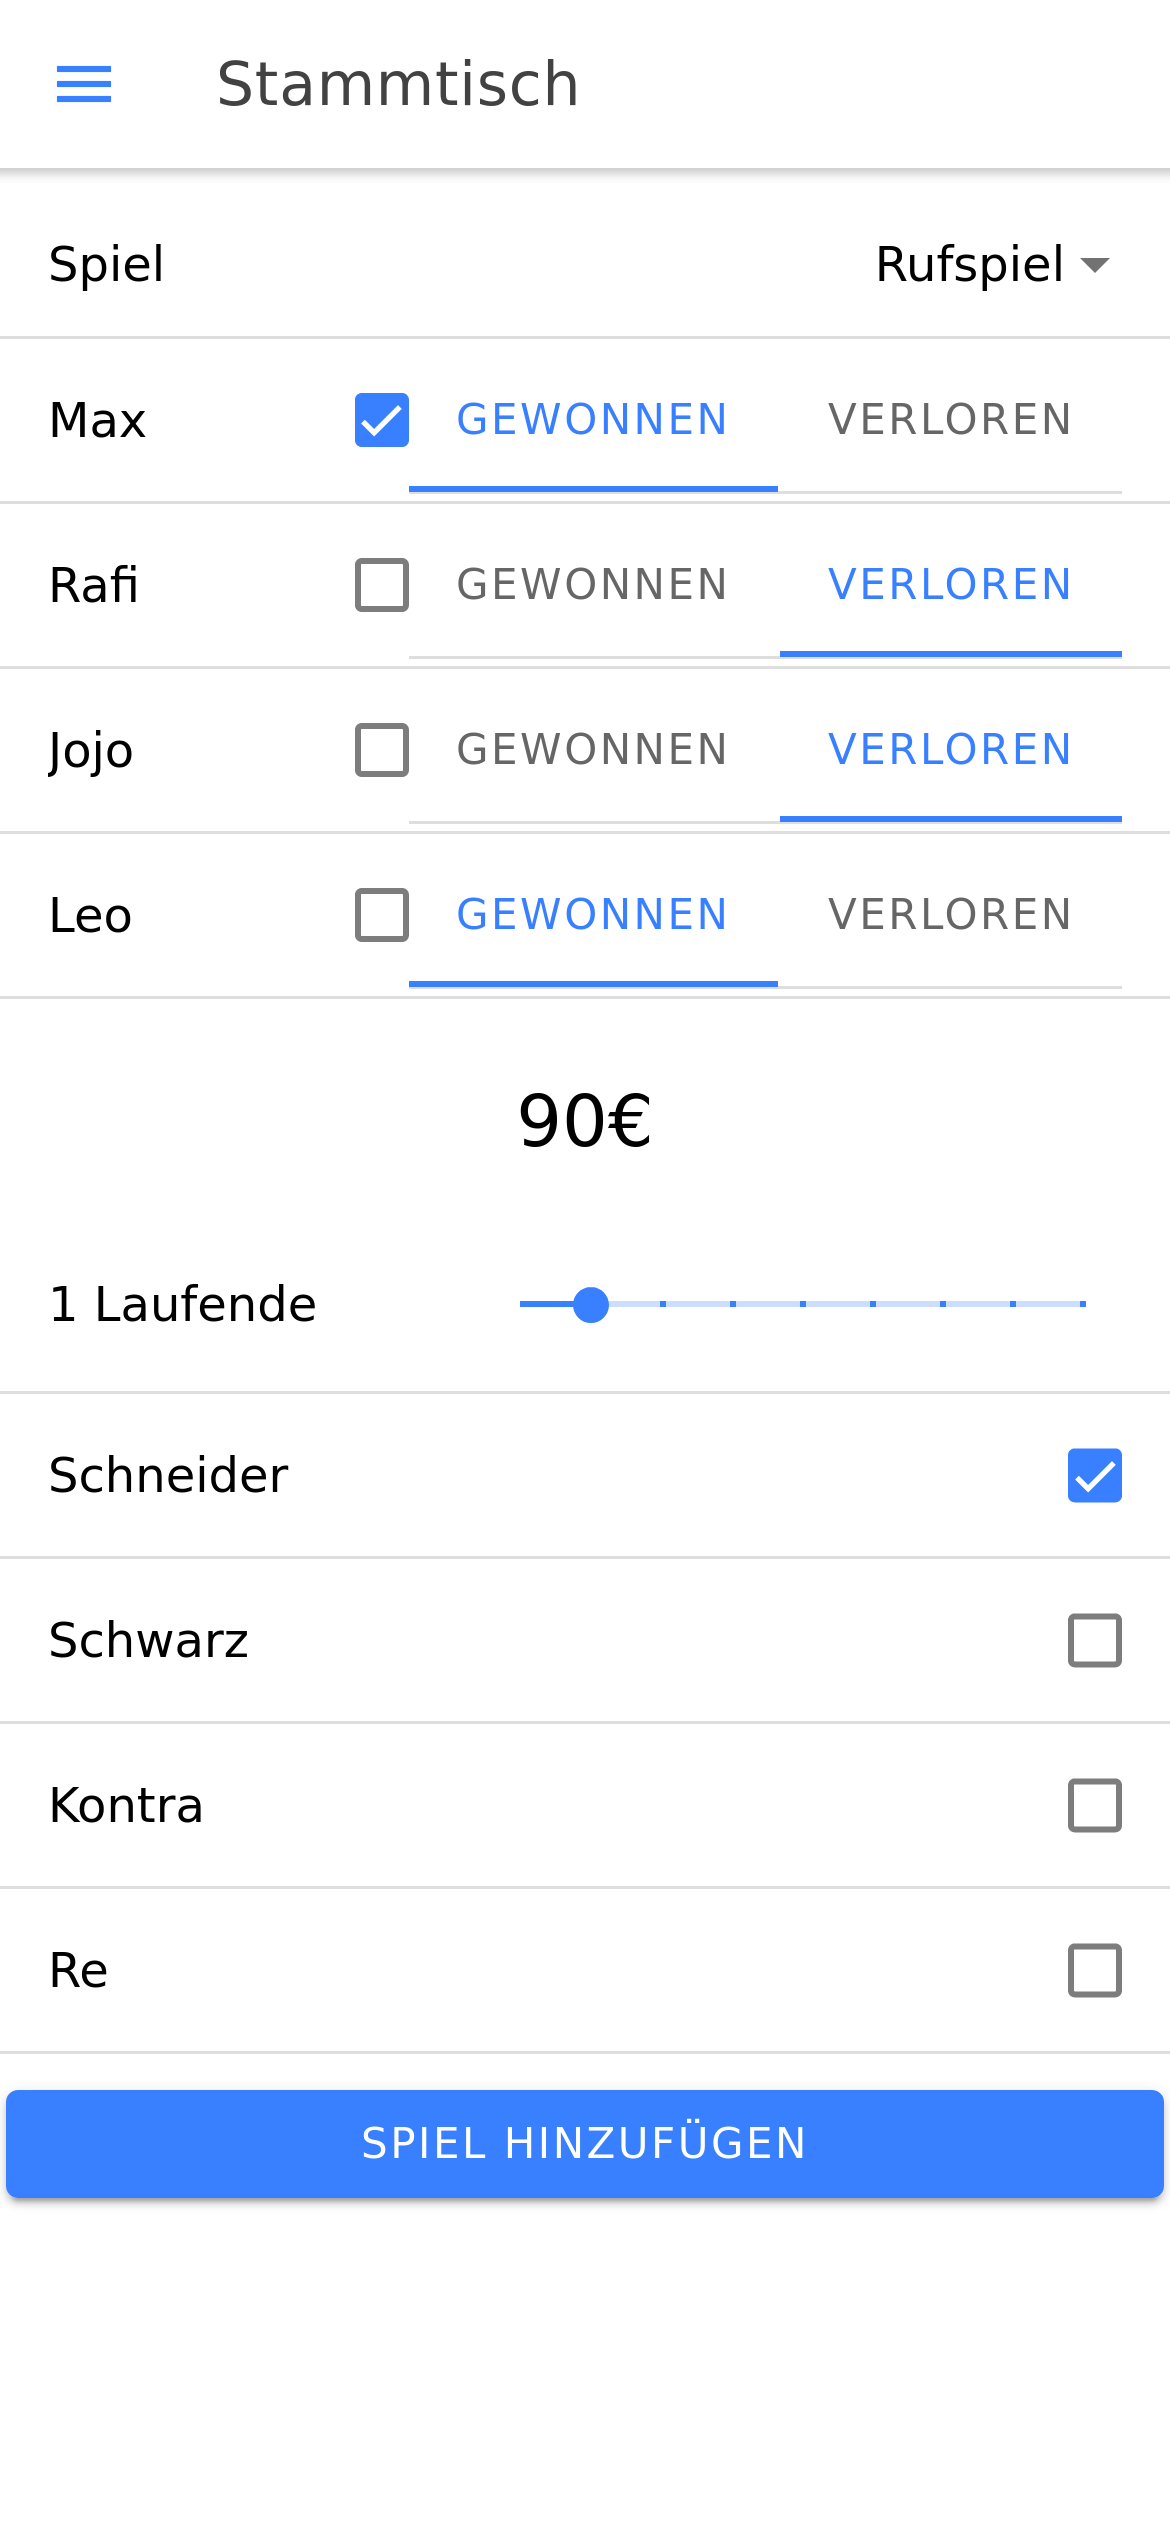 Stammtisch
Spiel Rufspiel
Max GEWONNEN VERLOREN
Rafi GEWONNEN VERLOREN
Jojo GEWONNEN VERLOREN
Leo GEWONNEN VERLOREN
90€
1 Laufende
Schneider
Schwarz
Kontra
Re
SPIEL HINZUFÜGEN